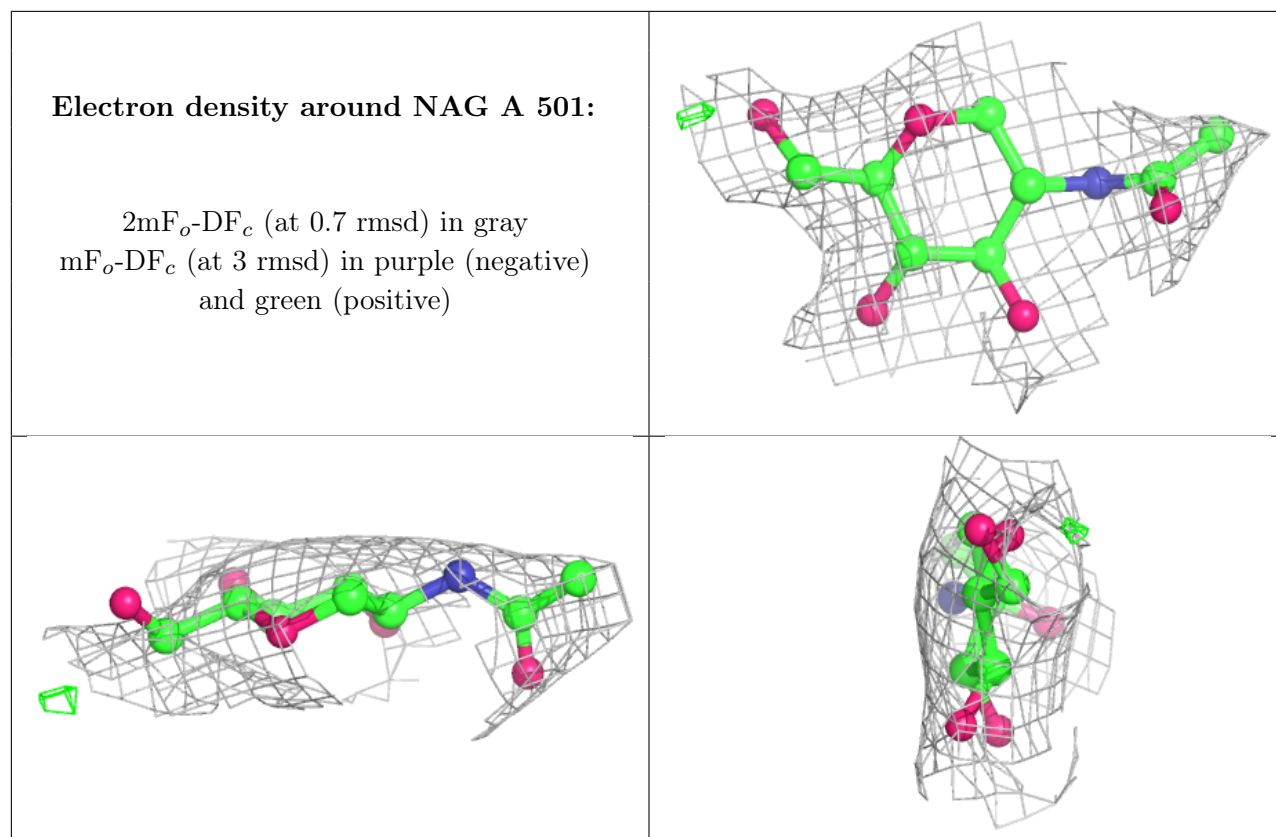 Electron density around NAG A 501:
2mFₒ-DF𝑐 (at 0.7 rmsd) in gray
mFₒ-DF𝑐 (at 3 rmsd) in purple (negative)
and green (positive)